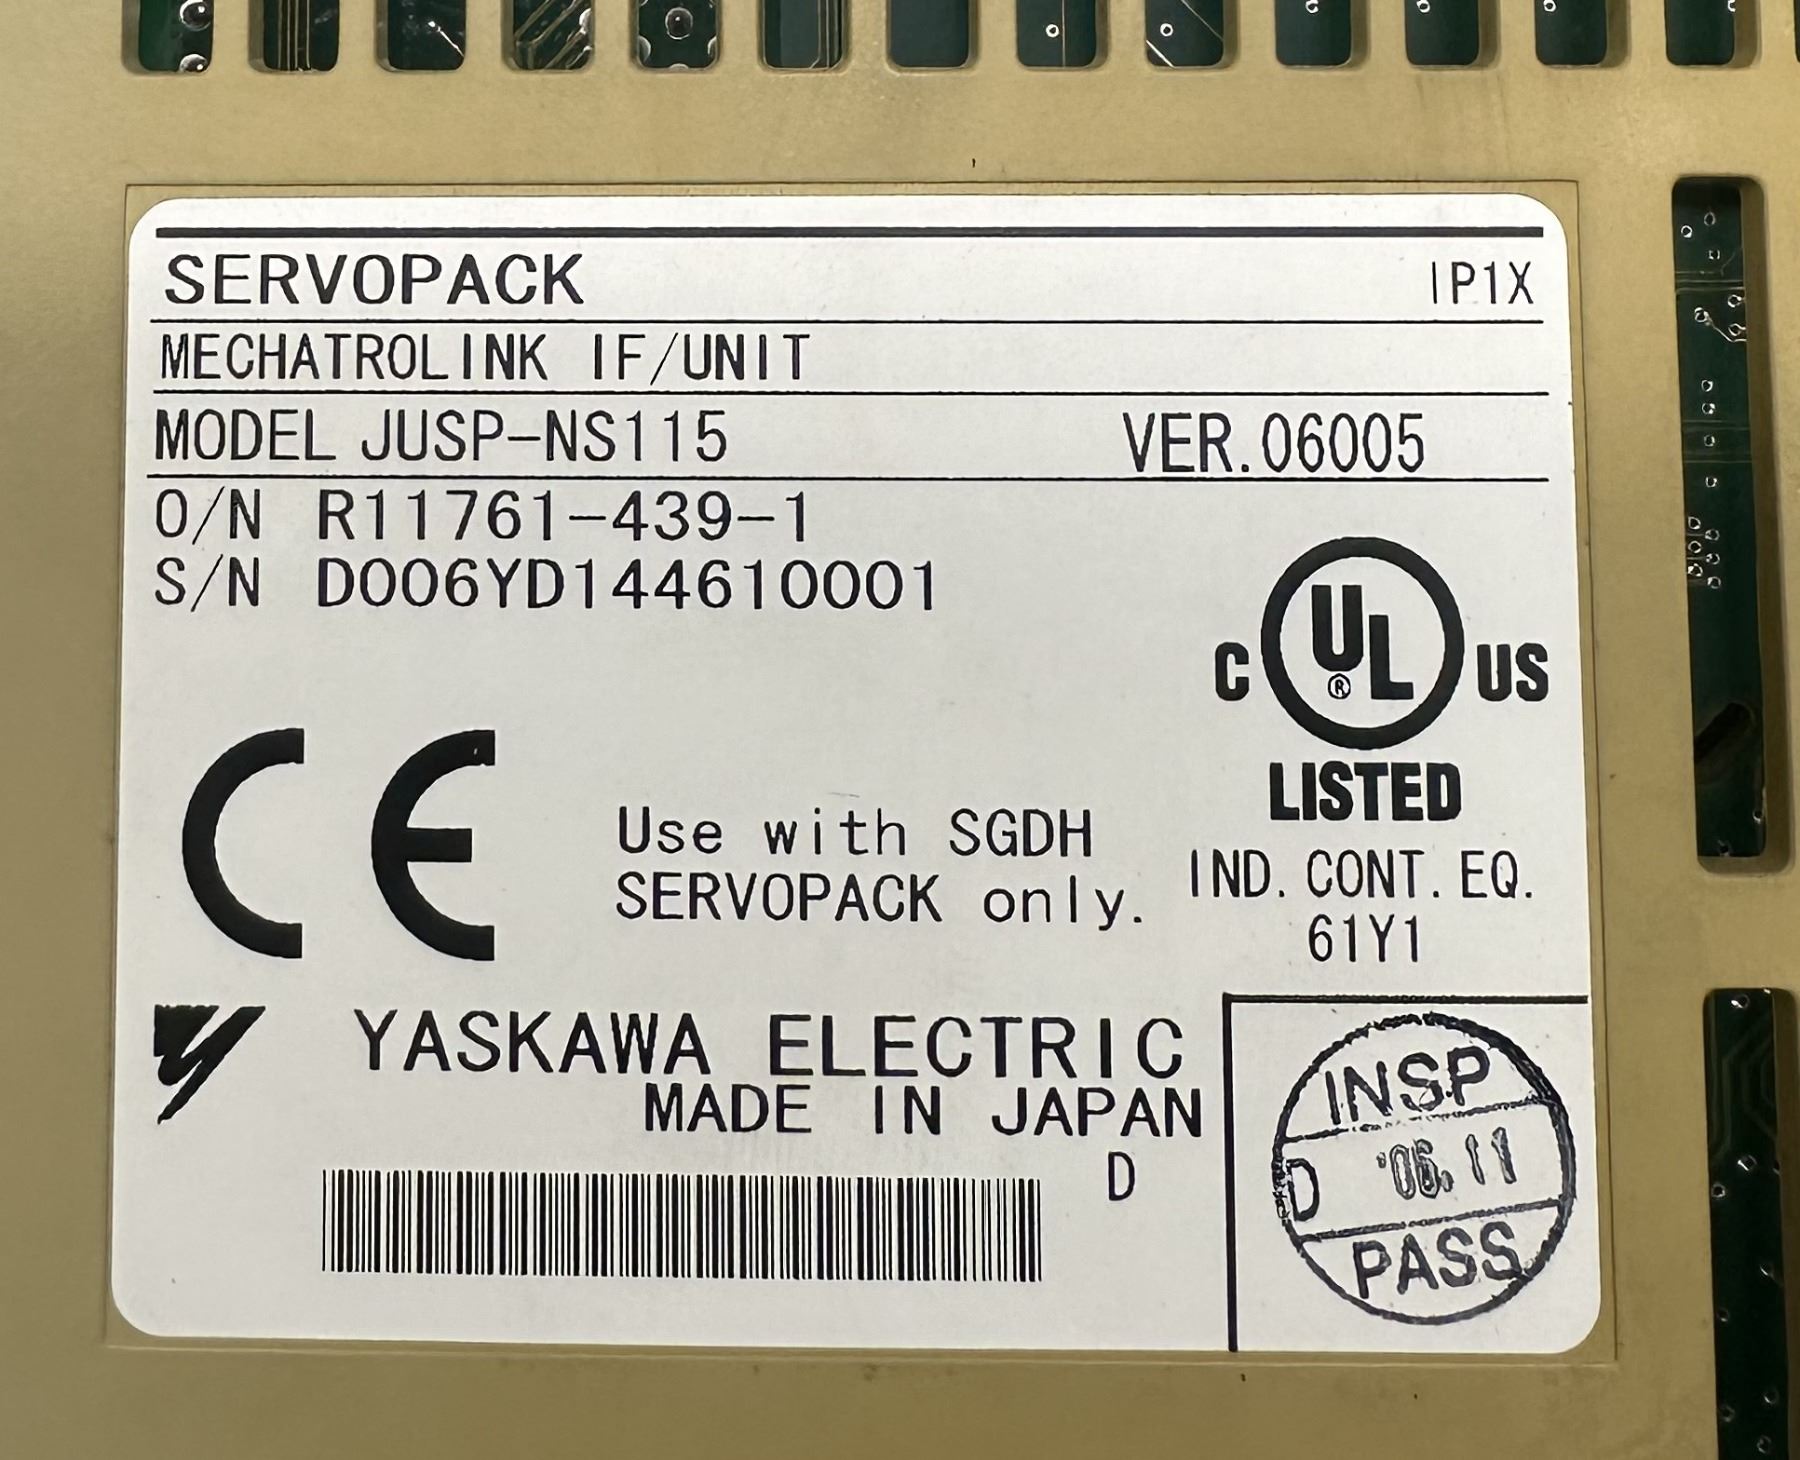 SERVOPACK IP1X
MECHATROLINK IF/UNIT
MODEL JUSP-NS115 VER.06005
O/N R11761-439-1
S/N D006YD144610001
C UL® US
LISTED
IND. CONT. EQ.
61Y1
CE
Use with SGDH
SERVOPACK only.
YASKAWA ELECTRIC
MADE IN JAPAN
D
INSP
D '06.11
PASS